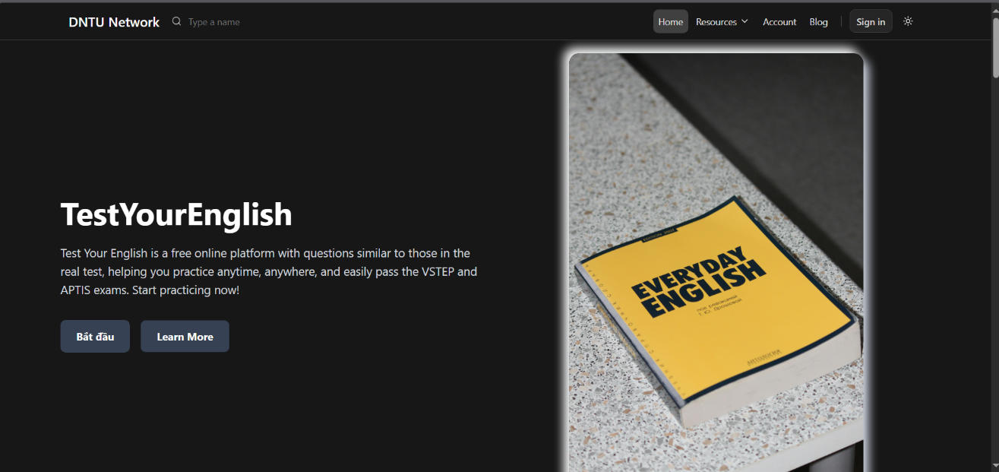 DNTU Network
Type a name
Home
Resources
Account
Blog
Sign in
TestYourEnglish
Test Your English is a free online platform with questions similar to those in the
real test, helping you practice anytime, anywhere, and easily pass the VSTEP and
APTIS exams. Start practicing now!
Bắt đầu
Learn More
EVERYDAY
ENGLISH